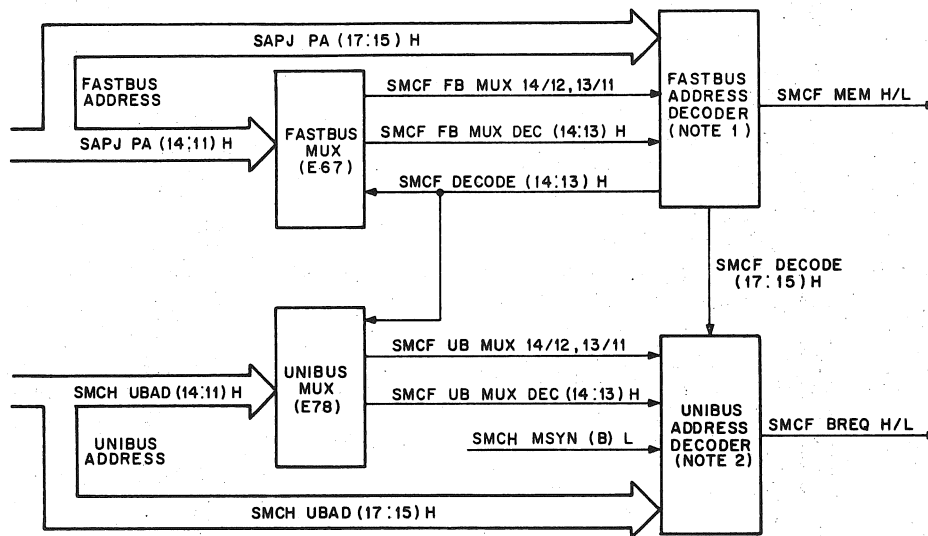 SAPJ PA (17:15) H
FASTBUS
ADDRESS
SAPJ PA (14:11) H
FASTBUS
MUX
(E67)
SMCF FB MUX 14/12, 13/11
SMCF FB MUX DEC (14:13) H
SMCF DECODE (14:13) H
FASTBUS
ADDRESS
DECODER
(NOTE 1)
SMCF MEM H/L
SMCF DECODE
(17:15) H
SMCH UBAD (14:11) H
UNIBUS
ADDRESS
UNIBUS
MUX
(E78)
SMCF UB MUX 14/12, 13/11
SMCF UB MUX DEC (14:13) H
SMCH MSYN (B) L
UNIBUS
ADDRESS
DECODER
(NOTE 2)
SMCF BREQ H/L
SMCH UBAD (17:15) H